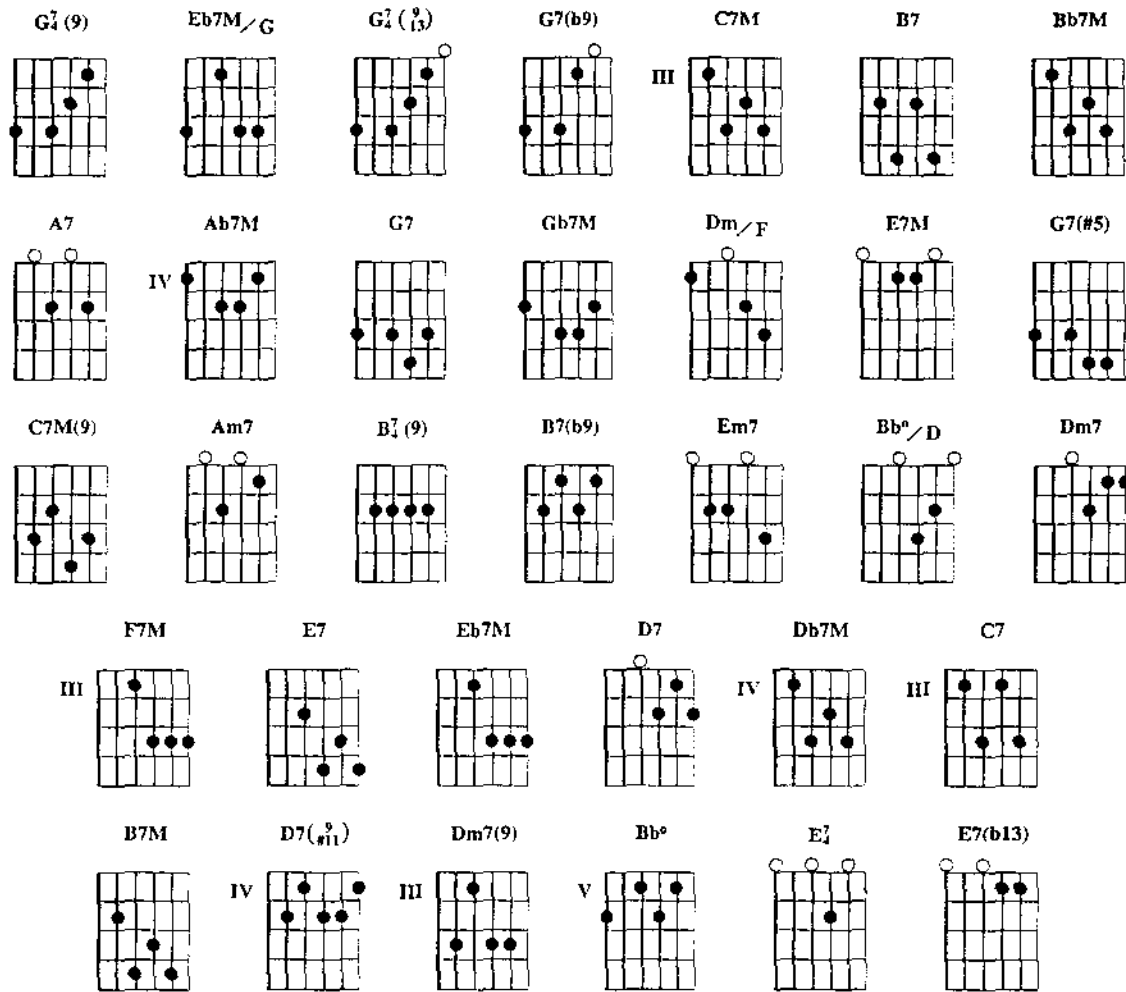 G7/4(9) Eb7M/G G7/4(9/13) G7(b9) C7M B7 Bb7M
III
A7 Ab7M G7 Gb7M Dm/F E7M G7(#5)
IV
C7M(9) Am7 B7/4(9) B7(b9) Em7 Bb°/D Dm7
F7M E7 Eb7M D7 Db7M C7
III IV III
B7M D7(9/#11) Dm7(9) Bb° E7/4 E7(b13)
IV III V